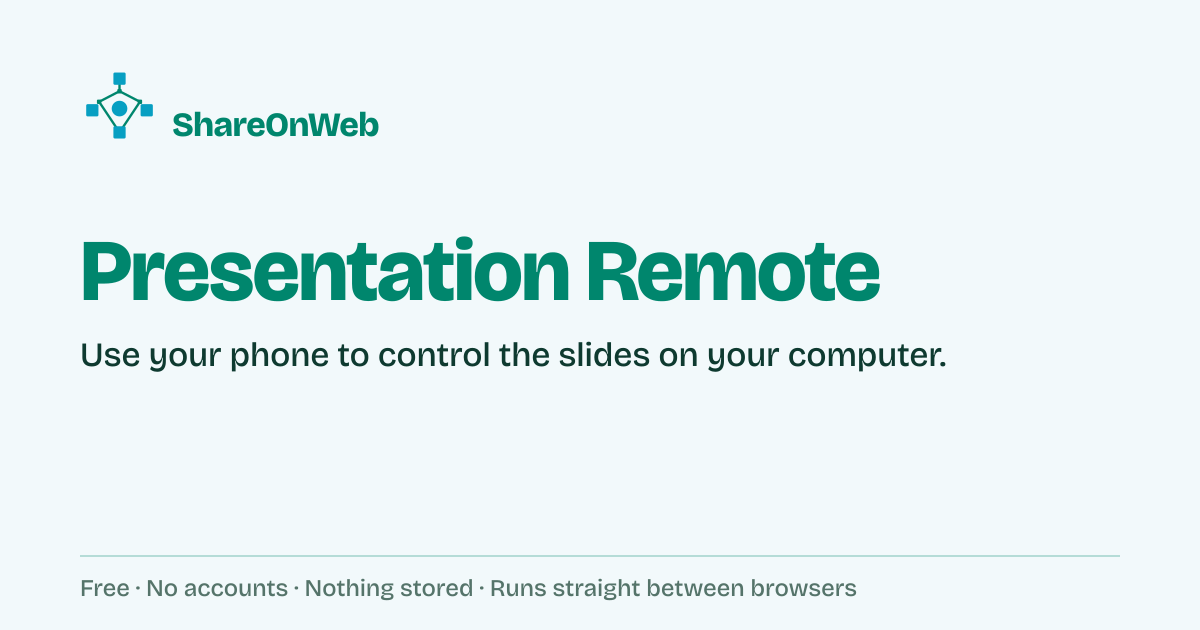 ShareOnWeb
Presentation Remote
Use your phone to control the slides on your computer.
Free · No accounts · Nothing stored · Runs straight between browsers